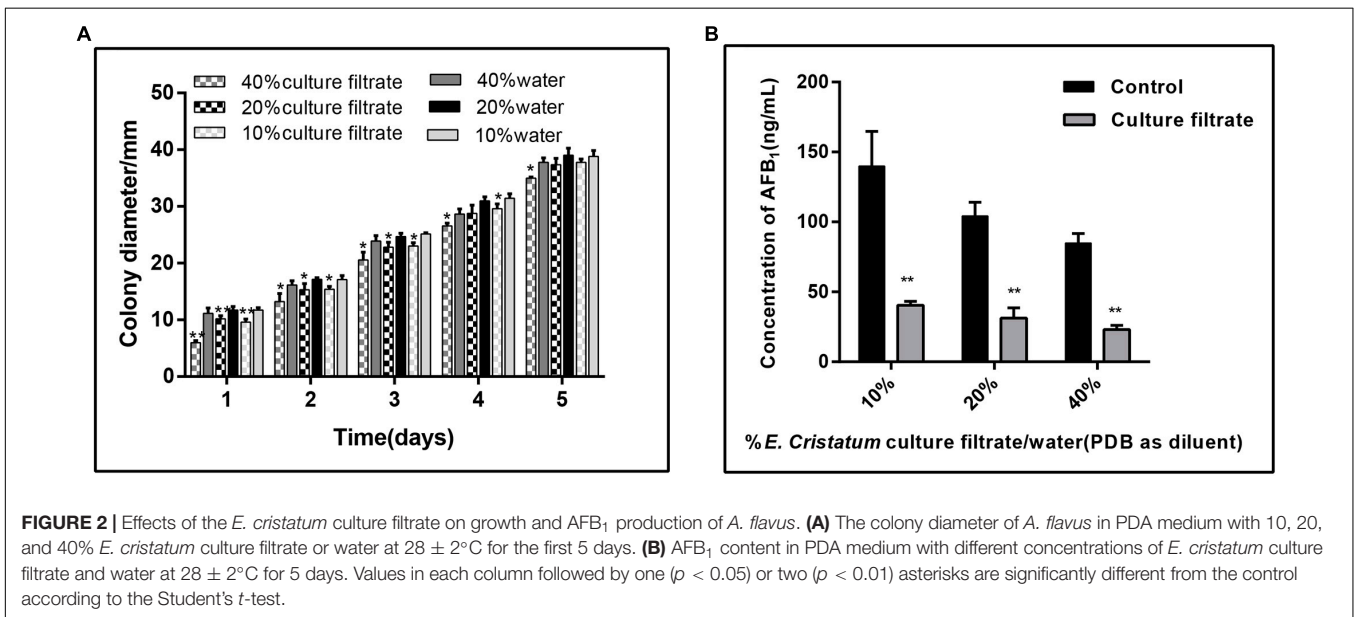 A
40%culture filtrate 40%water
20%culture filtrate 20%water
10%culture filtrate 10%water
50
40
30
20
10
0
Colony diameter/mm
** ** ** * * * * * * * * *
1 2 3 4 5
Time(days)
B
Control
Culture filtrate
200
150
100
50
0
Concentration of AFB₁(ng/mL)
** ** **
10% 20% 40%
%E. Cristatum culture filtrate/water(PDB as diluent)
FIGURE 2 | Effects of the E. cristatum culture filtrate on growth and AFB₁ production of A. flavus. (A) The colony diameter of A. flavus in PDA medium with 10, 20,
and 40% E. cristatum culture filtrate or water at 28 ± 2°C for the first 5 days. (B) AFB₁ content in PDA medium with different concentrations of E. cristatum culture
filtrate and water at 28 ± 2°C for 5 days. Values in each column followed by one (p < 0.05) or two (p < 0.01) asterisks are significantly different from the control
according to the Student's t-test.